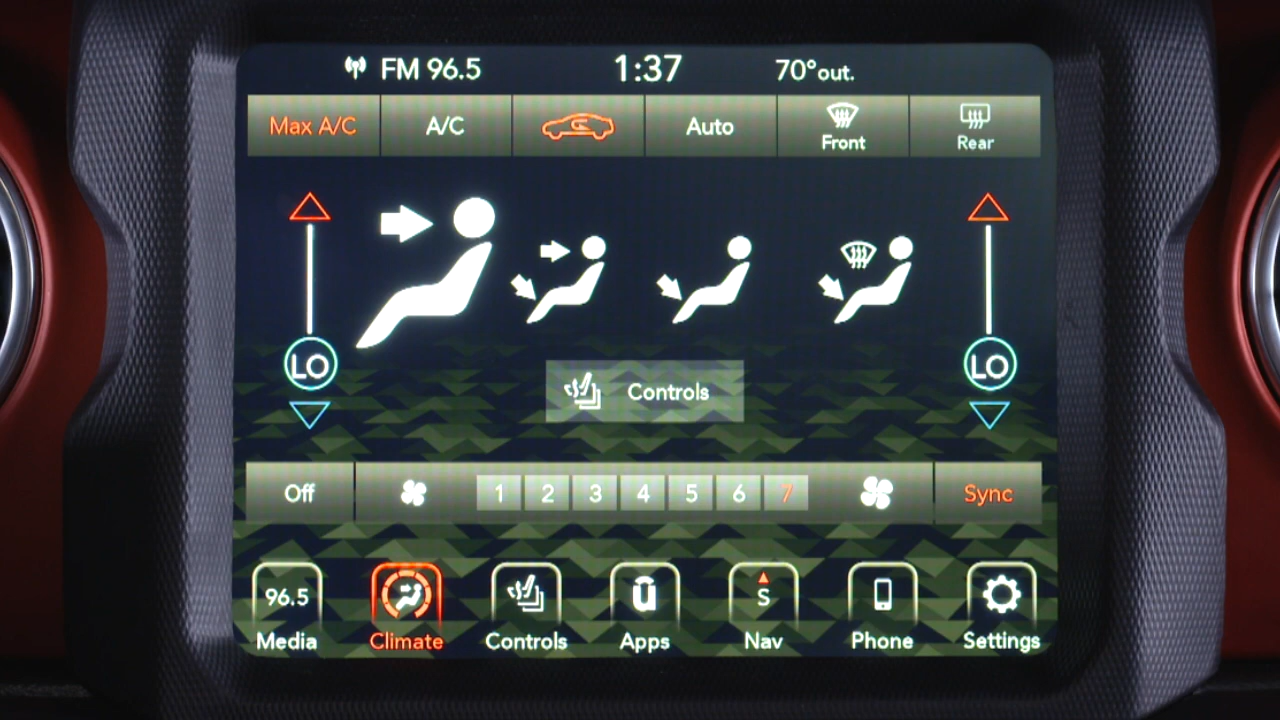 FM 96.5 1:37 70°out.
Max A/C A/C Auto Front Rear
LO LO
Controls
Off 1 2 3 4 5 6 7 Sync
96.5 S
Media Climate Controls Apps Nav Phone Settings